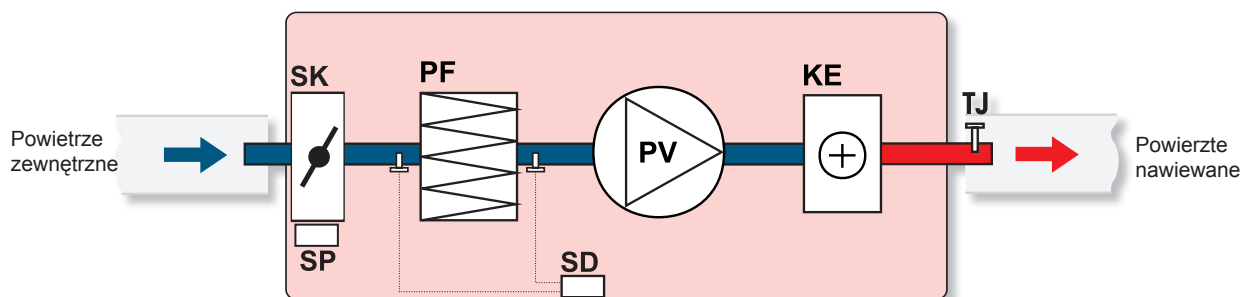 SK
PF
KE
TJ
Powietrze
zewnętrzne
PV
Powierzte
nawiewane
SP
SD